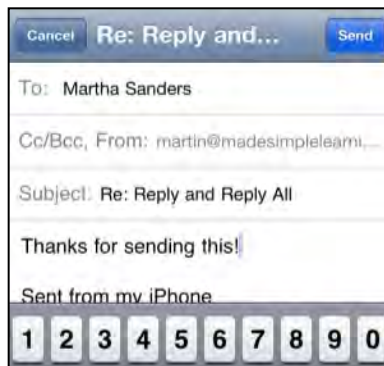 Cancel Re: Reply and... Send
To: Martha Sanders
Cc/Bcc, From: martin@madesimplelearni...
Subject: Re: Reply and Reply All
Thanks for sending this!
Sent from my iPhone
1 2 3 4 5 6 7 8 9 0